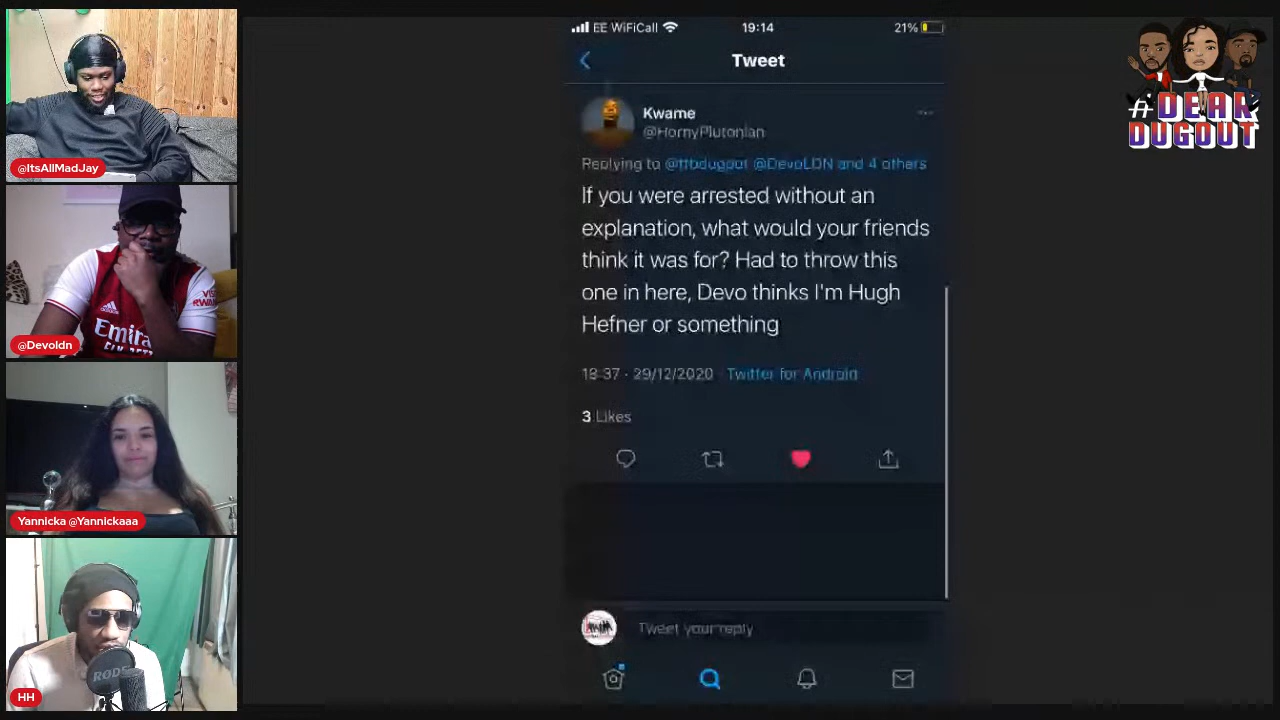 @ItsAllMadJay
@Devoldn
Yannicka @Yannickaaa
HH
RODE
EE WiFiCall
19:14
21%
Tweet
Kwame
@HornyPlutonian
Replying to @ttbdugout @DevoLDN and 4 others
If you were arrested without an
explanation, what would your friends
think it was for? Had to throw this
one in here, Devo thinks I'm Hugh
Hefner or something
18:37 · 29/12/2020 · Twitter for Android
3 Likes
Tweet your reply
#DEAR
DUGOUT